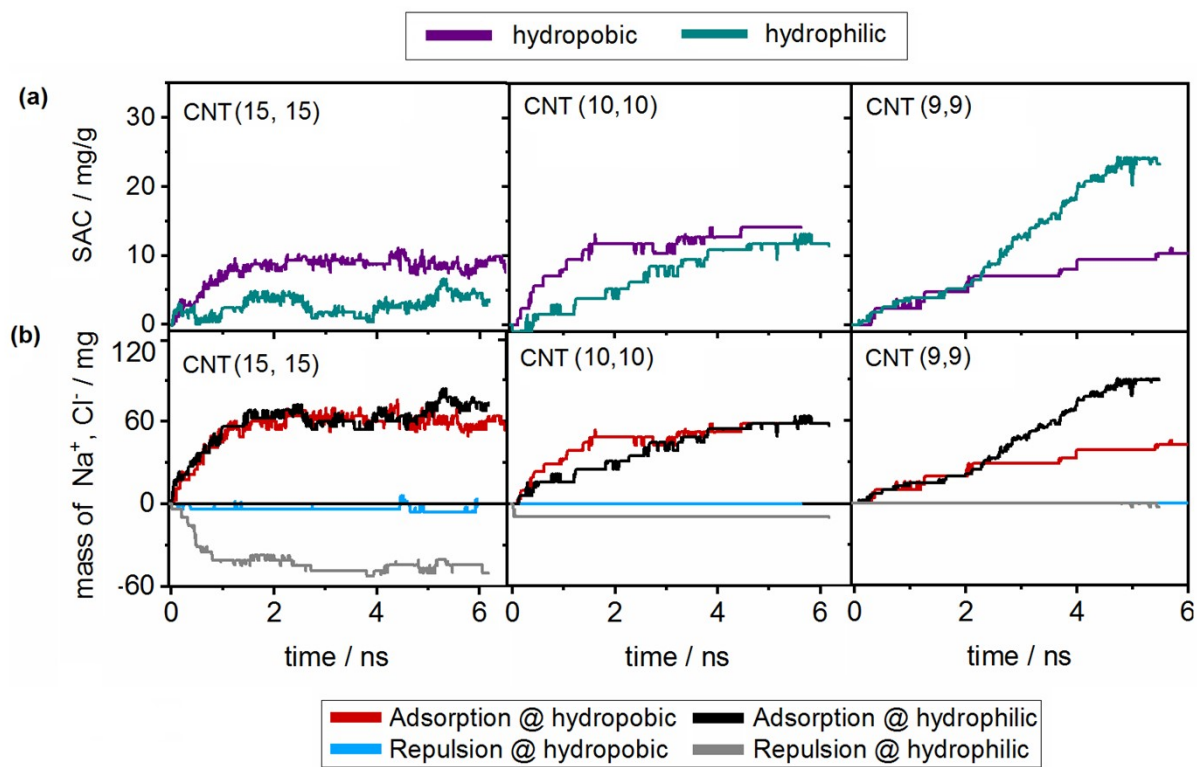 hydropobic hydrophilic
(a)
CNT (15, 15) CNT (10,10) CNT (9,9)
SAC / mg/g
30
20
10
0
(b)
CNT (15, 15) CNT (10,10) CNT (9,9)
mass of Na⁺, Cl⁻ / mg
120
60
0
-60
0 2 4 6 0 2 4 6 0 2 4 6
time / ns time / ns time / ns
Adsorption @ hydropobic Adsorption @ hydrophilic
Repulsion @ hydropobic Repulsion @ hydrophilic